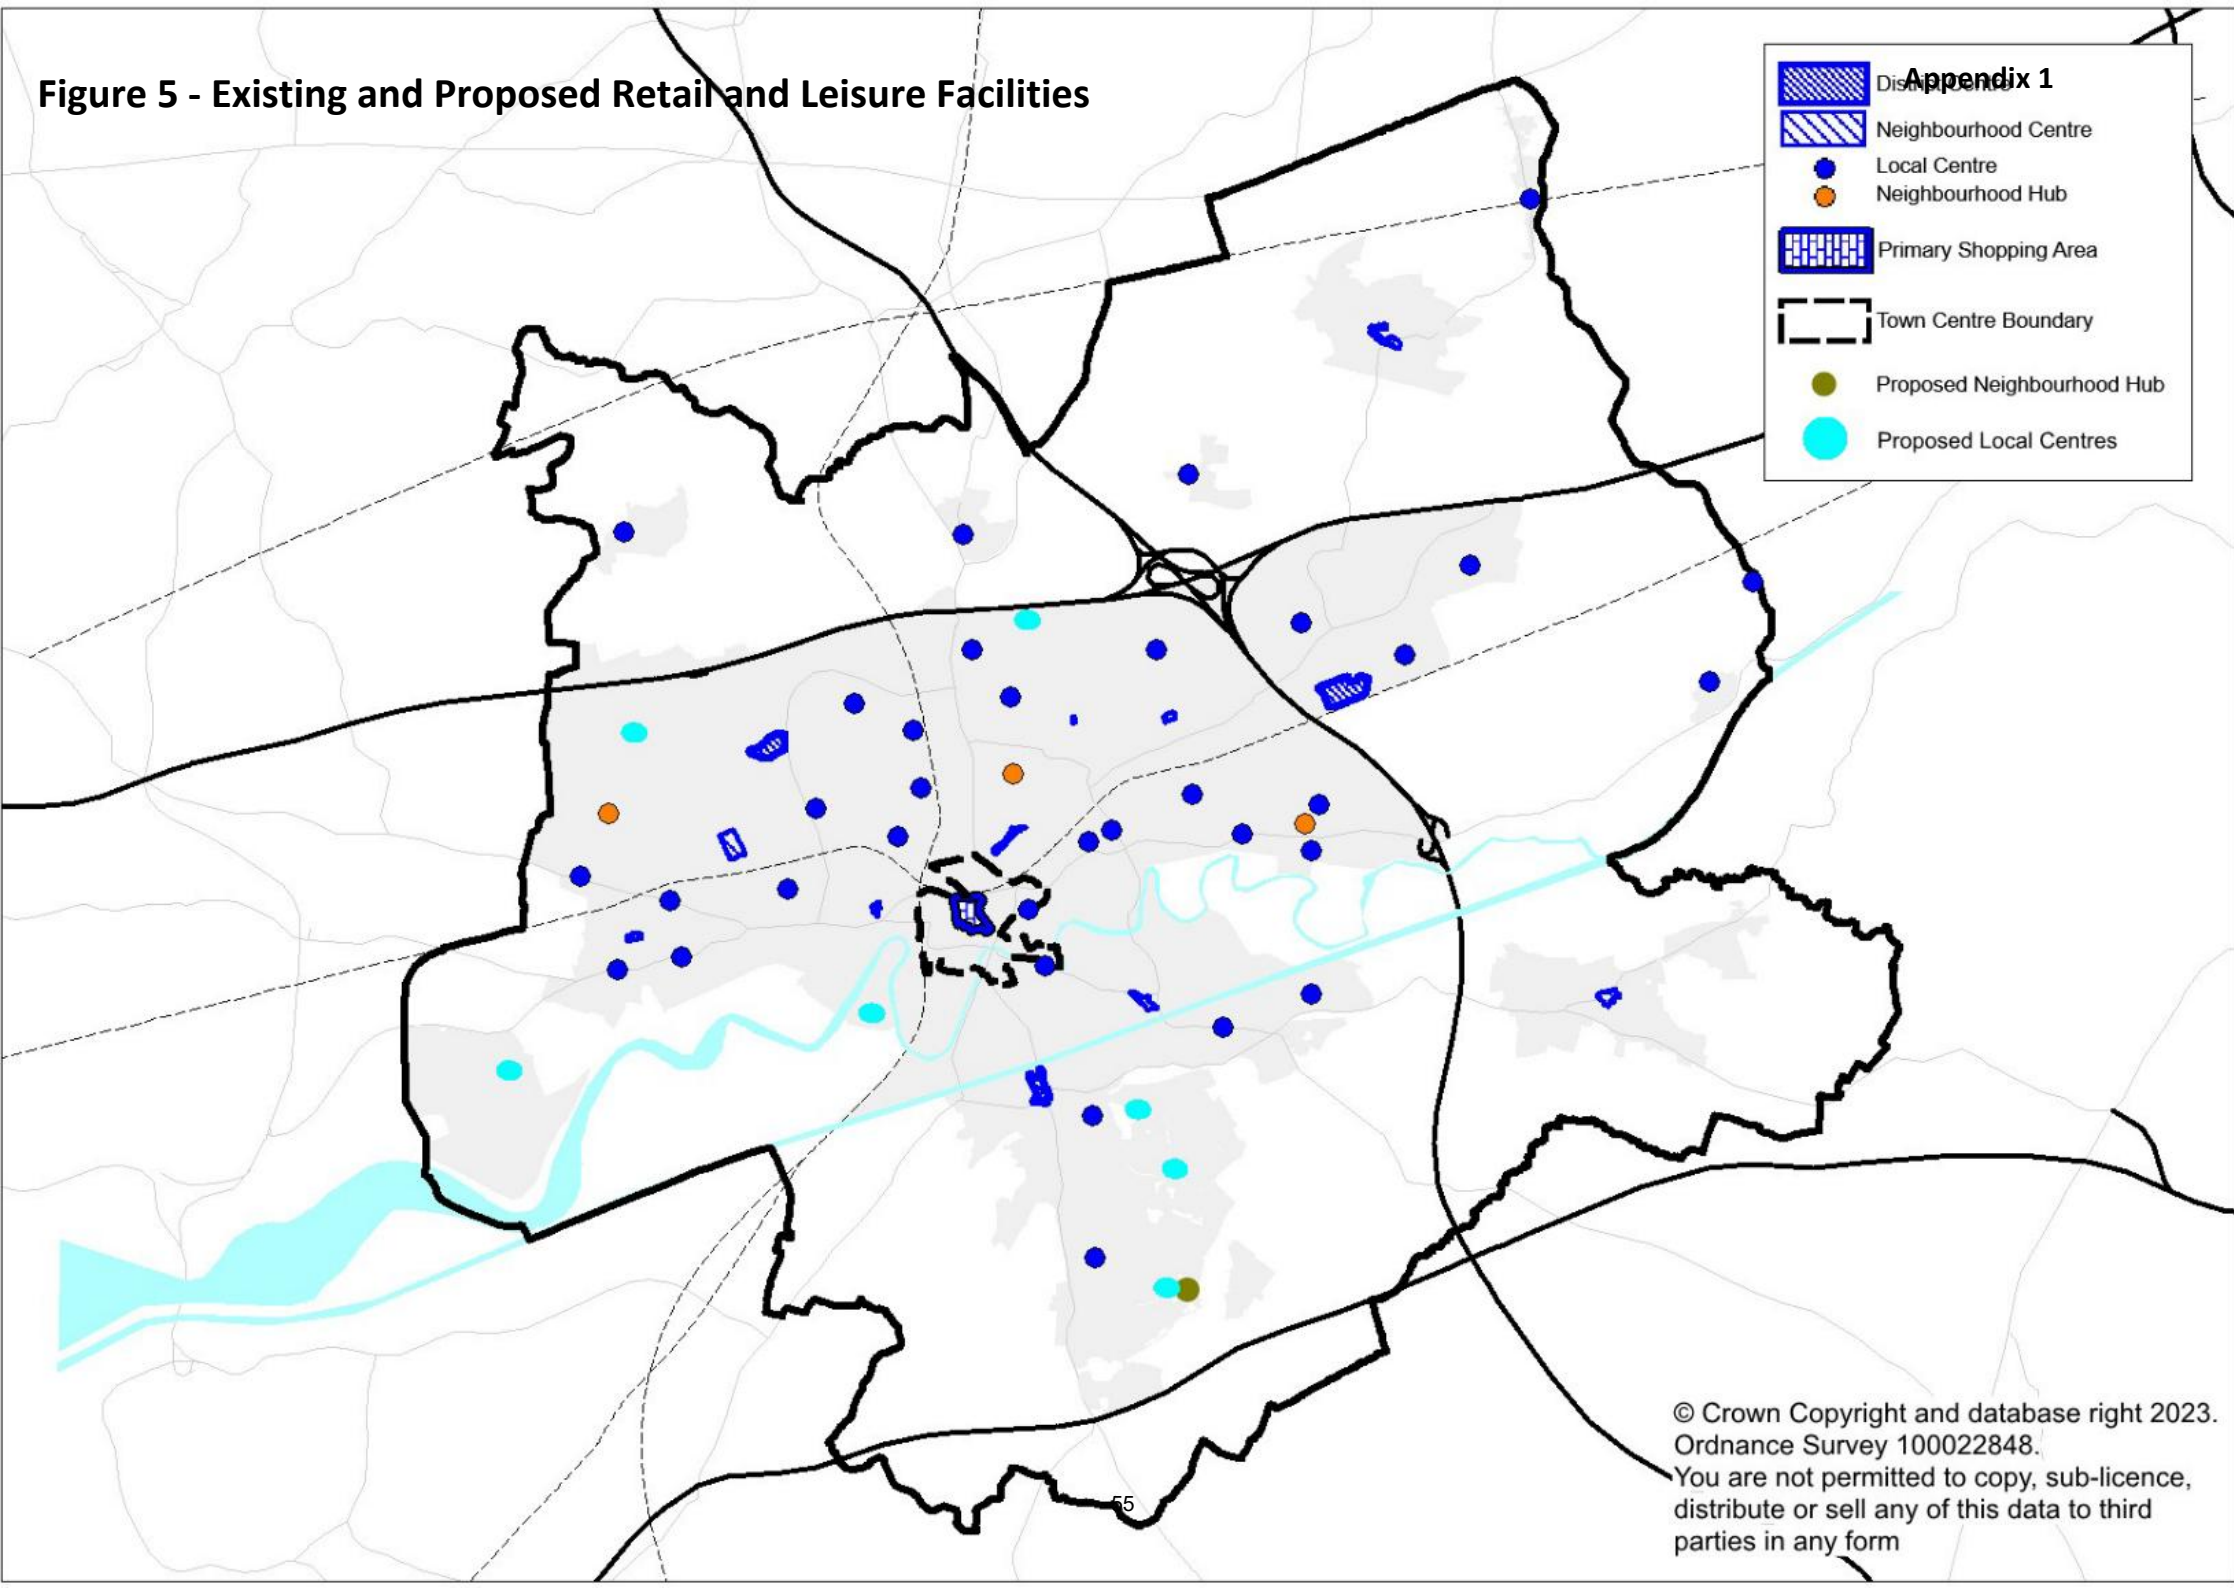 Figure 5 - Existing and Proposed Retail and Leisure Facilities
Appendix 1
District Centre
Neighbourhood Centre
Local Centre
Neighbourhood Hub
Primary Shopping Area
Town Centre Boundary
Proposed Neighbourhood Hub
Proposed Local Centres
© Crown Copyright and database right 2023.
Ordnance Survey 100022848.
You are not permitted to copy, sub-licence,
distribute or sell any of this data to third
parties in any form
55